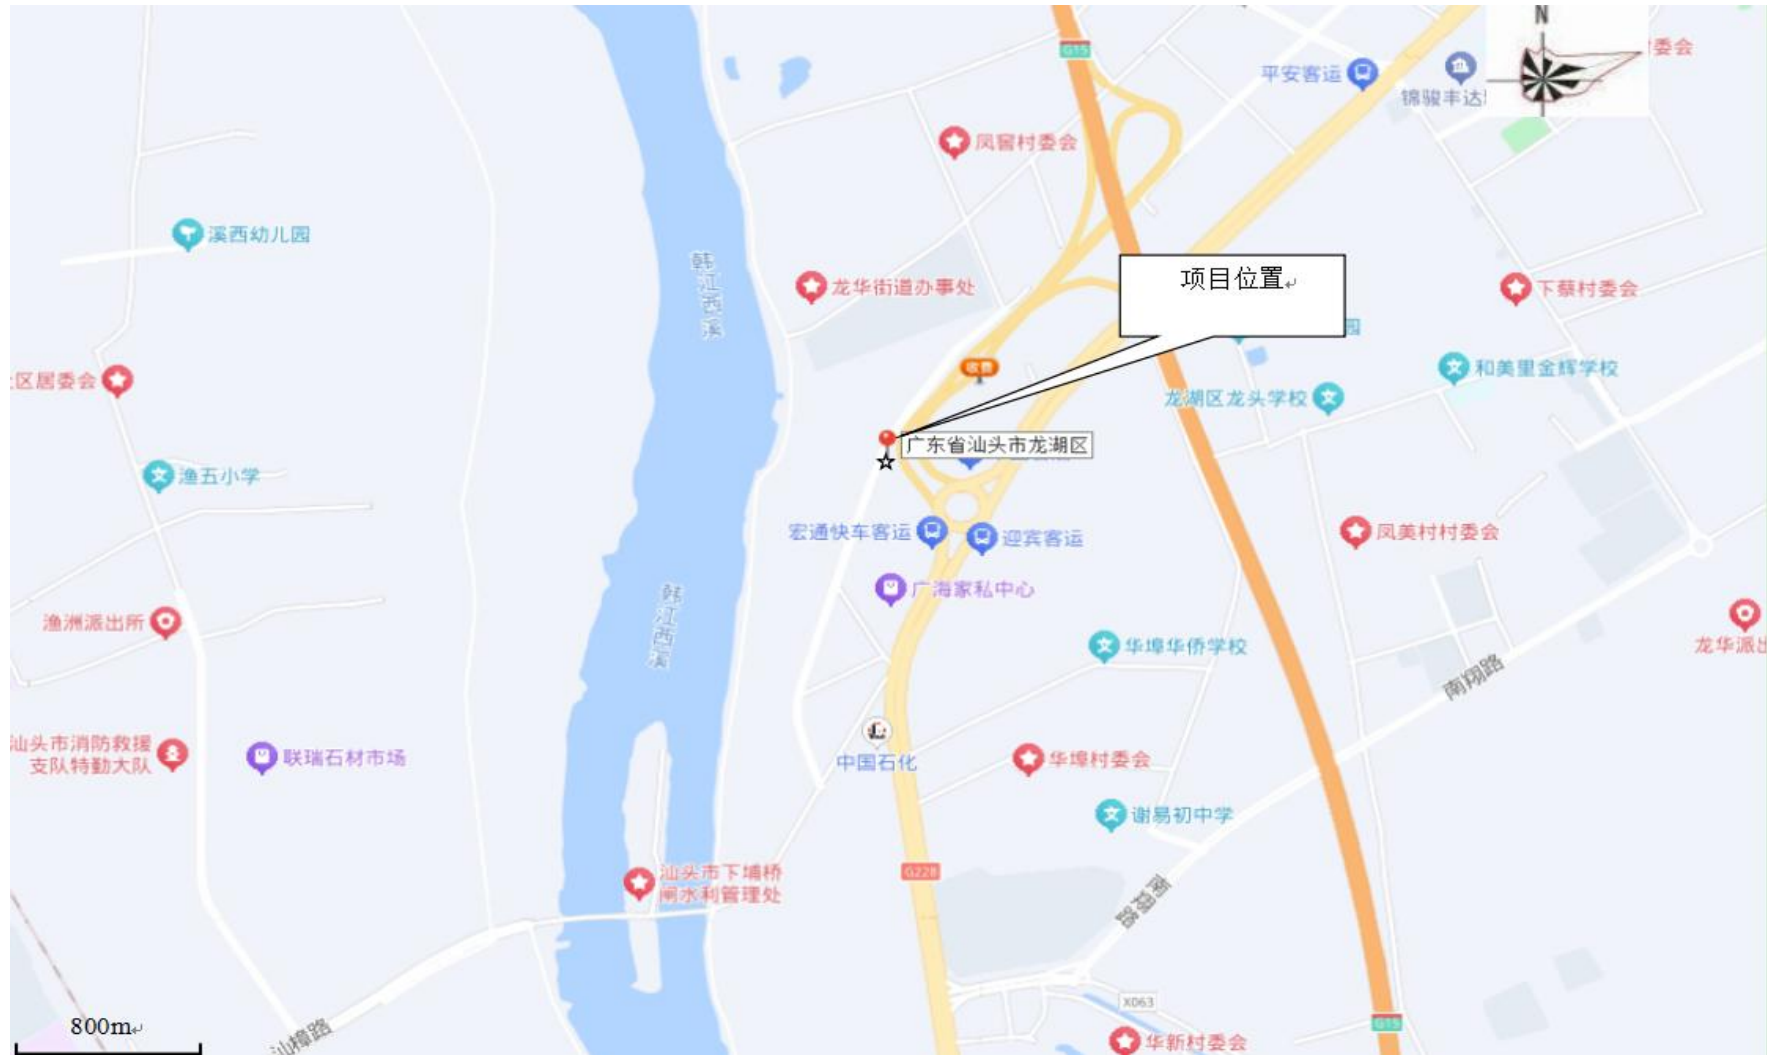 N
G15
委会
平安客运
锦骏丰达
凤窖村委会
溪西幼儿园
韩江西溪
龙华街道办事处
项目位置
下蔡村委会
园
收费
区居委会
和美里金辉学校
龙湖区龙头学校
广东省汕头市龙湖区
渔五小学
宏通快车客运
迎宾客运
凤美村村委会
广海家私中心
韩江西溪
渔洲派出所
华埠华侨学校
龙华派出
南翔路
汕头市消防救援
支队特勤大队
联瑞石材市场
中国石化
华埠村委会
谢易初中学
汕头市下埔桥
闸水利管理处
G228
南翔路
X063
800m
汕樟路
G15
华新村委会